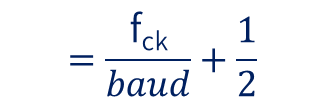 = f_ck / baud + 1/2